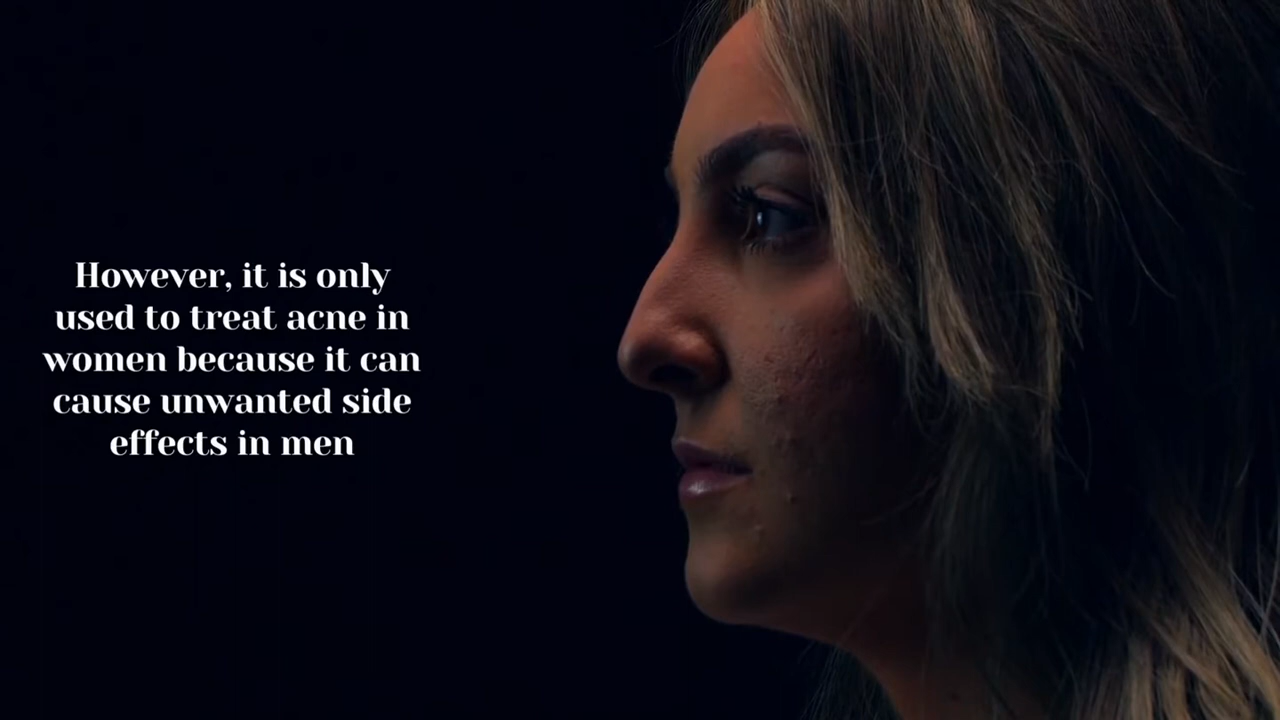 However, it is only
used to treat acne in
women because it can
cause unwanted side
effects in men